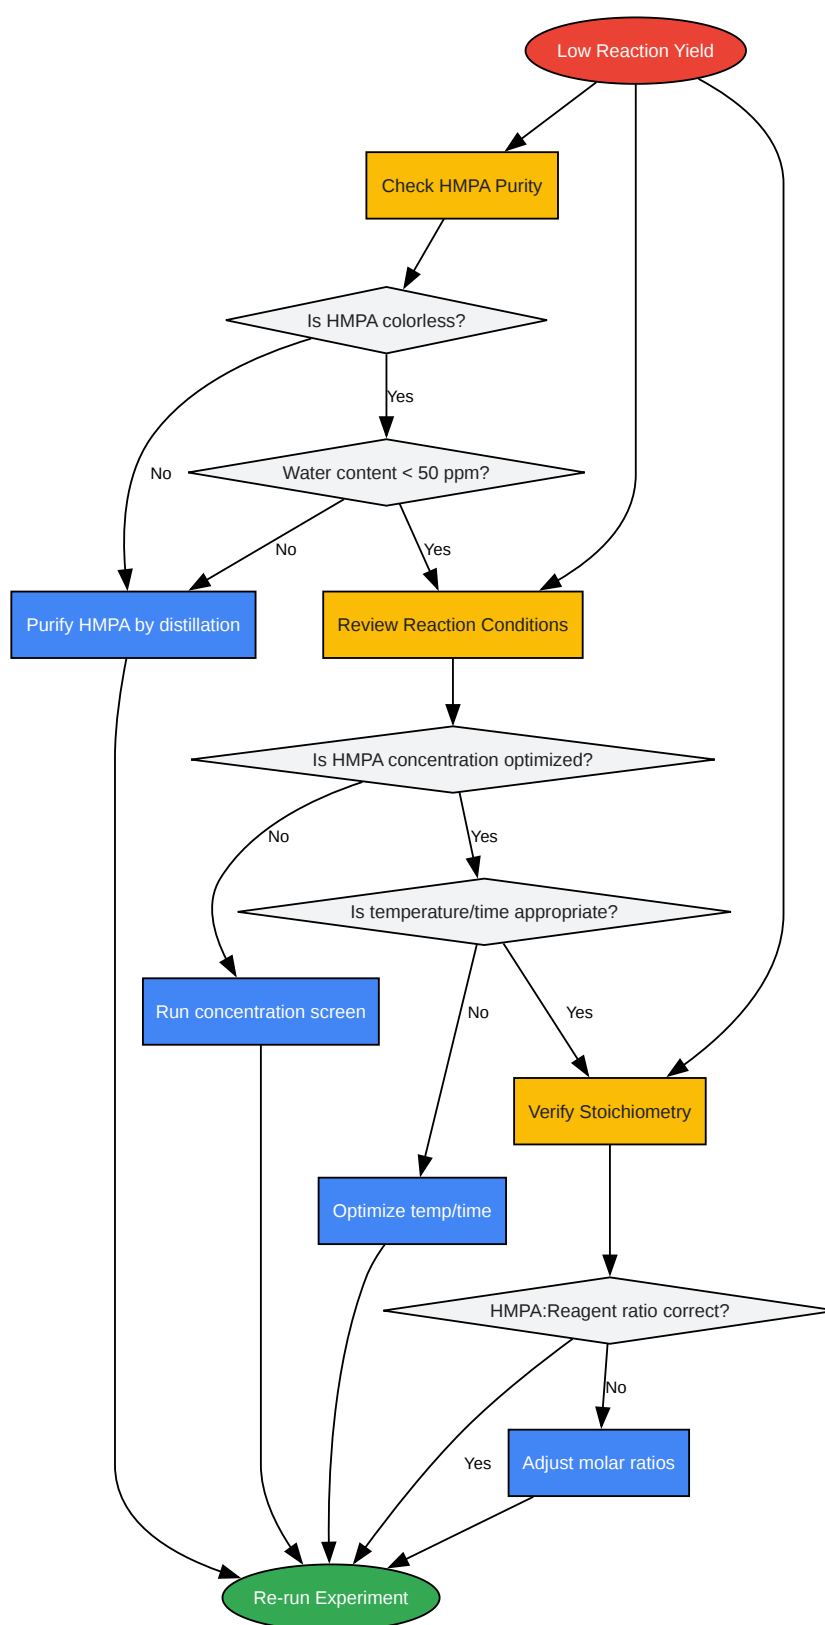 Low Reaction Yield
Check HMPA Purity
Is HMPA colorless?
Yes
No
Water content < 50 ppm?
No
Yes
Purify HMPA by distillation
Review Reaction Conditions
Is HMPA concentration optimized?
No
Yes
Is temperature/time appropriate?
Run concentration screen
No
Yes
Verify Stoichiometry
Optimize temp/time
HMPA:Reagent ratio correct?
No
Yes
Adjust molar ratios
Re-run Experiment